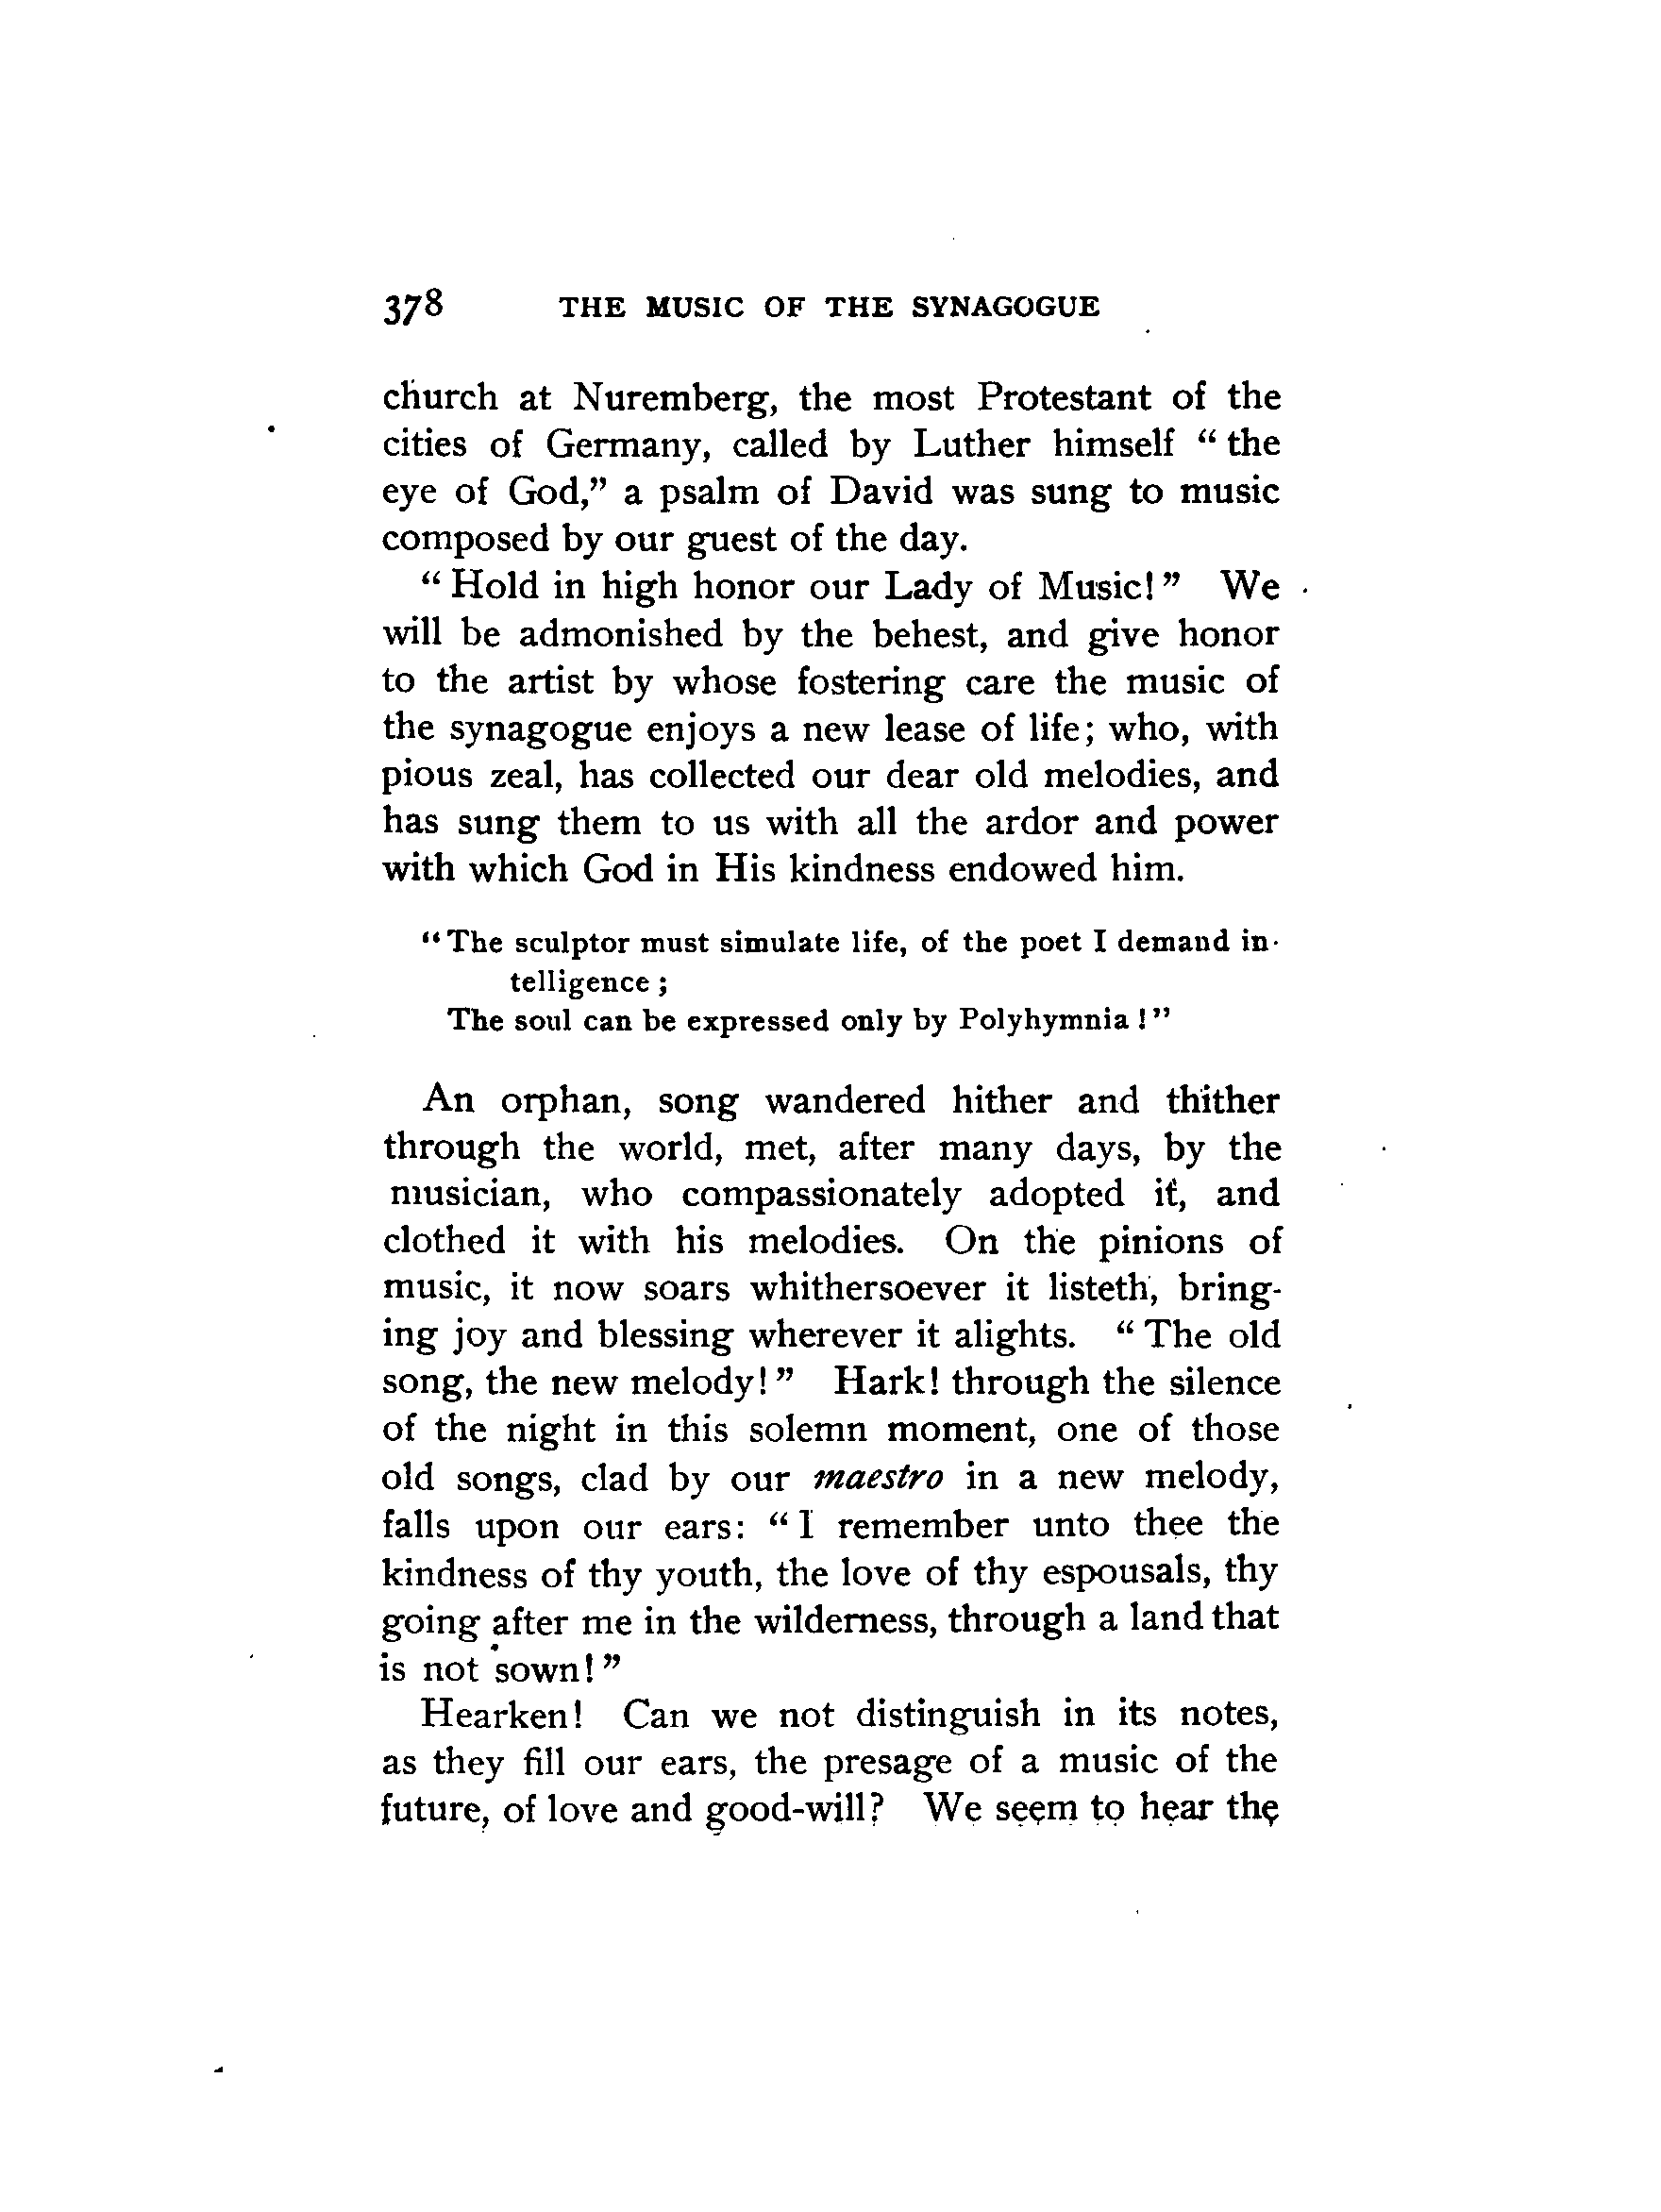 378 THE MUSIC OF THE SYNAGOGUE
church at Nuremberg, the most Protestant of the
cities of Germany, called by Luther himself “ the
eye of God,” a psalm of David was sung to music
composed by our guest of the day.
“ Hold in high honor our Lady of Music! ” We
will be admonished by the behest, and give honor
to the artist by whose fostering care the music of
the synagogue enjoys a new lease of life; who, with
pious zeal, has collected our dear old melodies, and
has sung them to us with all the ardor and power
with which God in His kindness endowed him.
“The sculptor must simulate life, of the poet I demand in-
telligence ;
The soul can be expressed only by Polyhymnia !”
An orphan, song wandered hither and thither
through the world, met, after many days, by the
musician, who compassionately adopted it, and
clothed it with his melodies. On the pinions of
music, it now soars whithersoever it listeth, bring-
ing joy and blessing wherever it alights. “ The old
song, the new melody! ” Hark! through the silence
of the night in this solemn moment, one of those
old songs, clad by our maestro in a new melody,
falls upon our ears: “ I remember unto thee the
kindness of thy youth, the love of thy espousals, thy
going after me in the wilderness, through a land that
is not sown! ”
Hearken! Can we not distinguish in its notes,
as they fill our ears, the presage of a music of the
future, of love and good-will? We seem to hear the